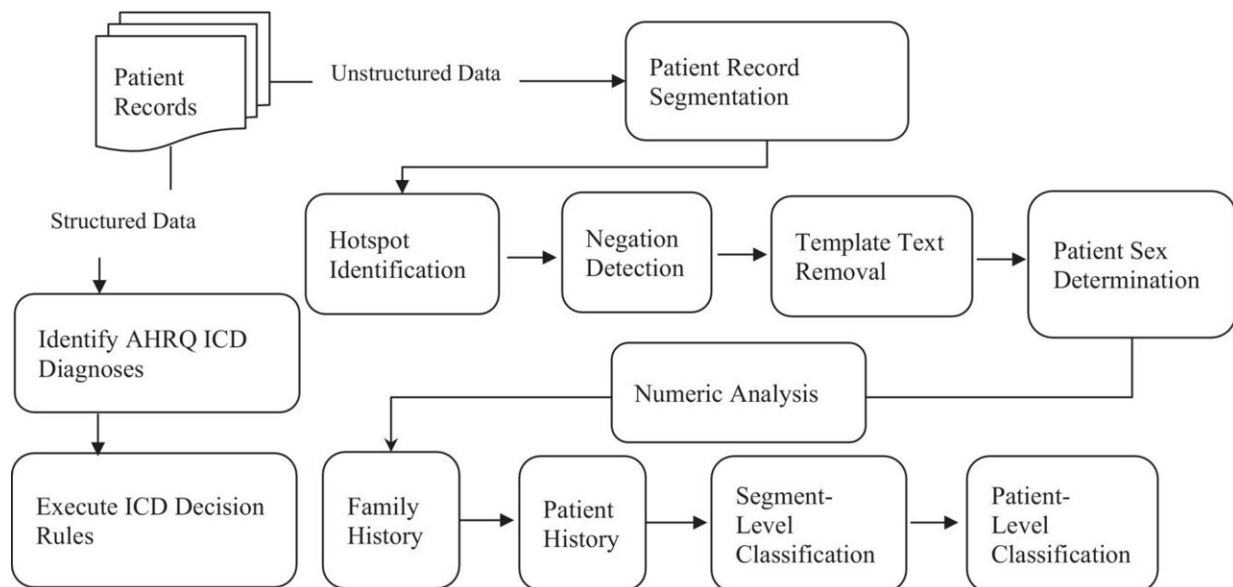 Patient
Records
Unstructured Data
Patient Record
Segmentation
Structured Data
Hotspot
Identification
Negation
Detection
Template Text
Removal
Patient Sex
Determination
Identify AHRQ ICD
Diagnoses
Numeric Analysis
Execute ICD Decision
Rules
Family
History
Patient
History
Segment-
Level
Classification
Patient-
Level
Classification